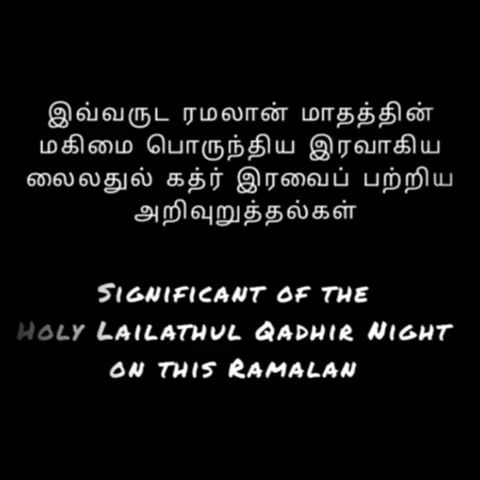 இவ்வருட ரமலான் மாதத்தின்
மகிமை பொருந்திய இரவாகிய
லைலதுல் கத்ர் இரவைப் பற்றிய
அறிவுறுத்தல்கள்
SIGNIFICANT OF THE
HOLY LAILATHUL QADHIR NIGHT
ON THIS RAMALAN